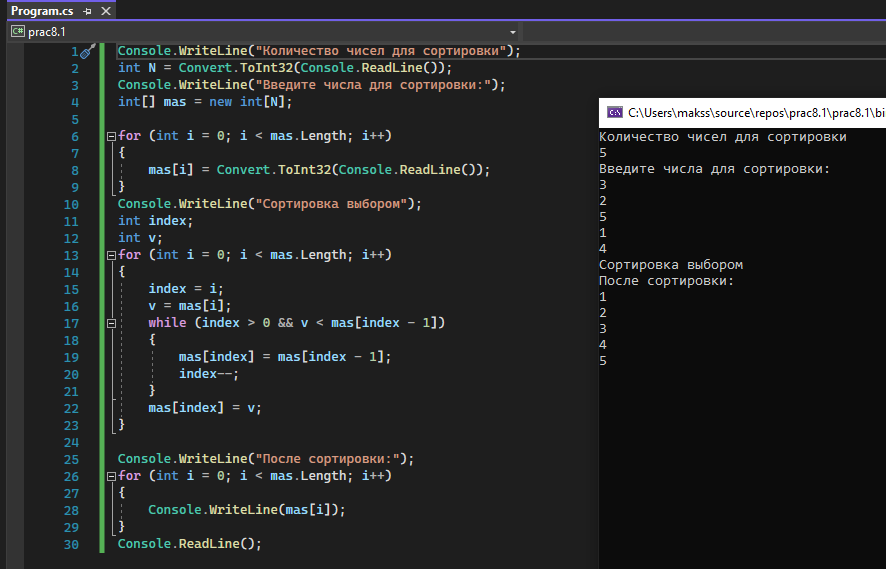 Program.cs
C# prac8.1
1 Console.WriteLine("Количество чисел для сортировки");
2 int N = Convert.ToInt32(Console.ReadLine());
3 Console.WriteLine("Введите числа для сортировки:");
4 int[] mas = new int[N];
5
6 for (int i = 0; i < mas.Length; i++)
7 {
8 mas[i] = Convert.ToInt32(Console.ReadLine());
9 }
10 Console.WriteLine("Сортировка выбором");
11 int index;
12 int v;
13 for (int i = 0; i < mas.Length; i++)
14 {
15 index = i;
16 v = mas[i];
17 while (index > 0 && v < mas[index - 1])
18 {
19 mas[index] = mas[index - 1];
20 index--;
21 }
22 mas[index] = v;
23 }
24
25 Console.WriteLine("После сортировки:");
26 for (int i = 0; i < mas.Length; i++)
27 {
28 Console.WriteLine(mas[i]);
29 }
30 Console.ReadLine();
C:\Users\makss\source\repos\prac8.1\prac8.1\bi
Количество чисел для сортировки
5
Введите числа для сортировки:
3
2
5
1
4
Сортировка выбором
После сортировки:
1
2
3
4
5